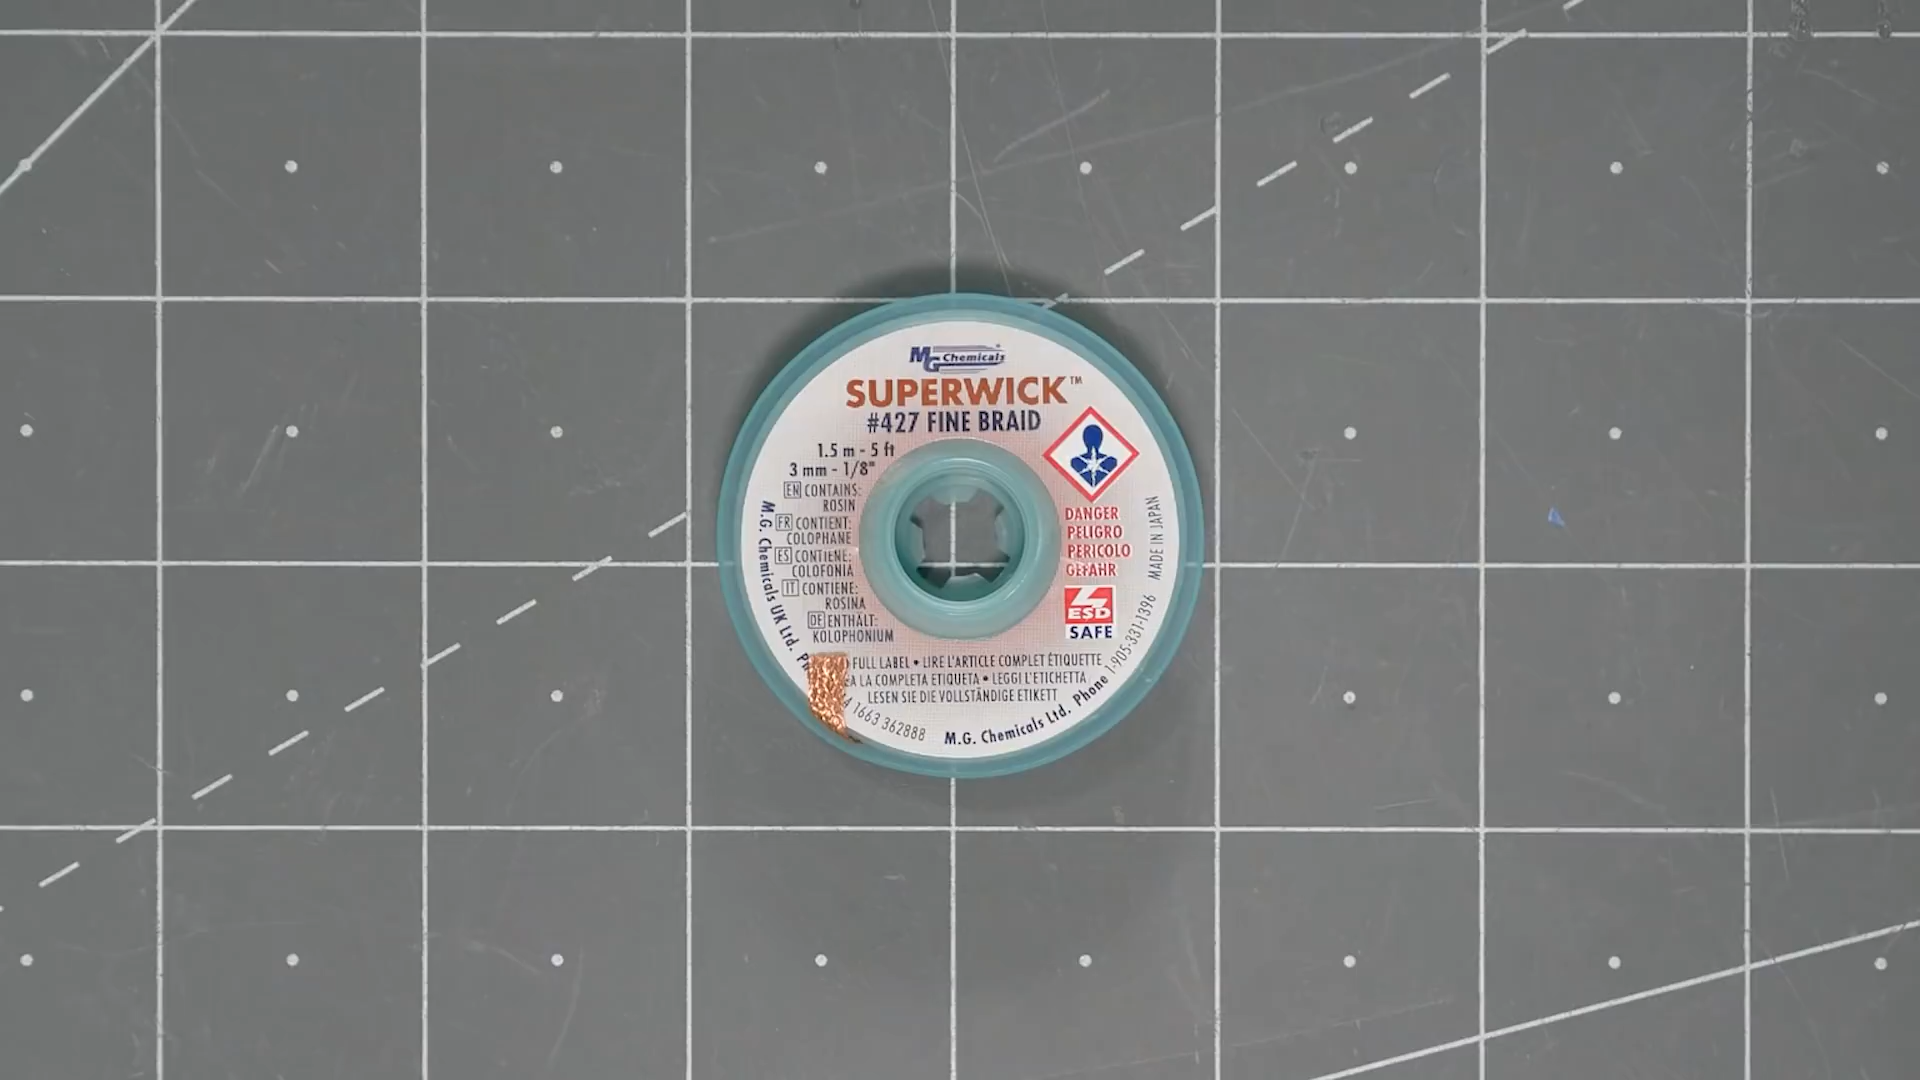 MG Chemicals
SUPERWICK™
#427 FINE BRAID
1.5 m - 5 ft
3 mm - 1/8"
EN CONTAINS:
ROSIN
FR CONTIENT:
COLOPHANE
ES CONTIENE:
COLOFONIA
IT CONTIENE:
ROSINA
DE ENTHÄLT:
KOLOPHONIUM
DANGER
PELIGRO
PERICOLO
GEFAHR
ESD
SAFE
FULL LABEL • LIRE L'ARTICLE COMPLET ÉTIQUETTE
LA COMPLETA ETIQUETA • LEGGI L'ETICHETTA
LESEN SIE DIE VOLLSTÄNDIGE ETIKETT
M.G. Chemicals UK Ltd.
1663 362888
M.G. Chemicals Ltd. Phone 1-905-331-1396
MADE IN JAPAN